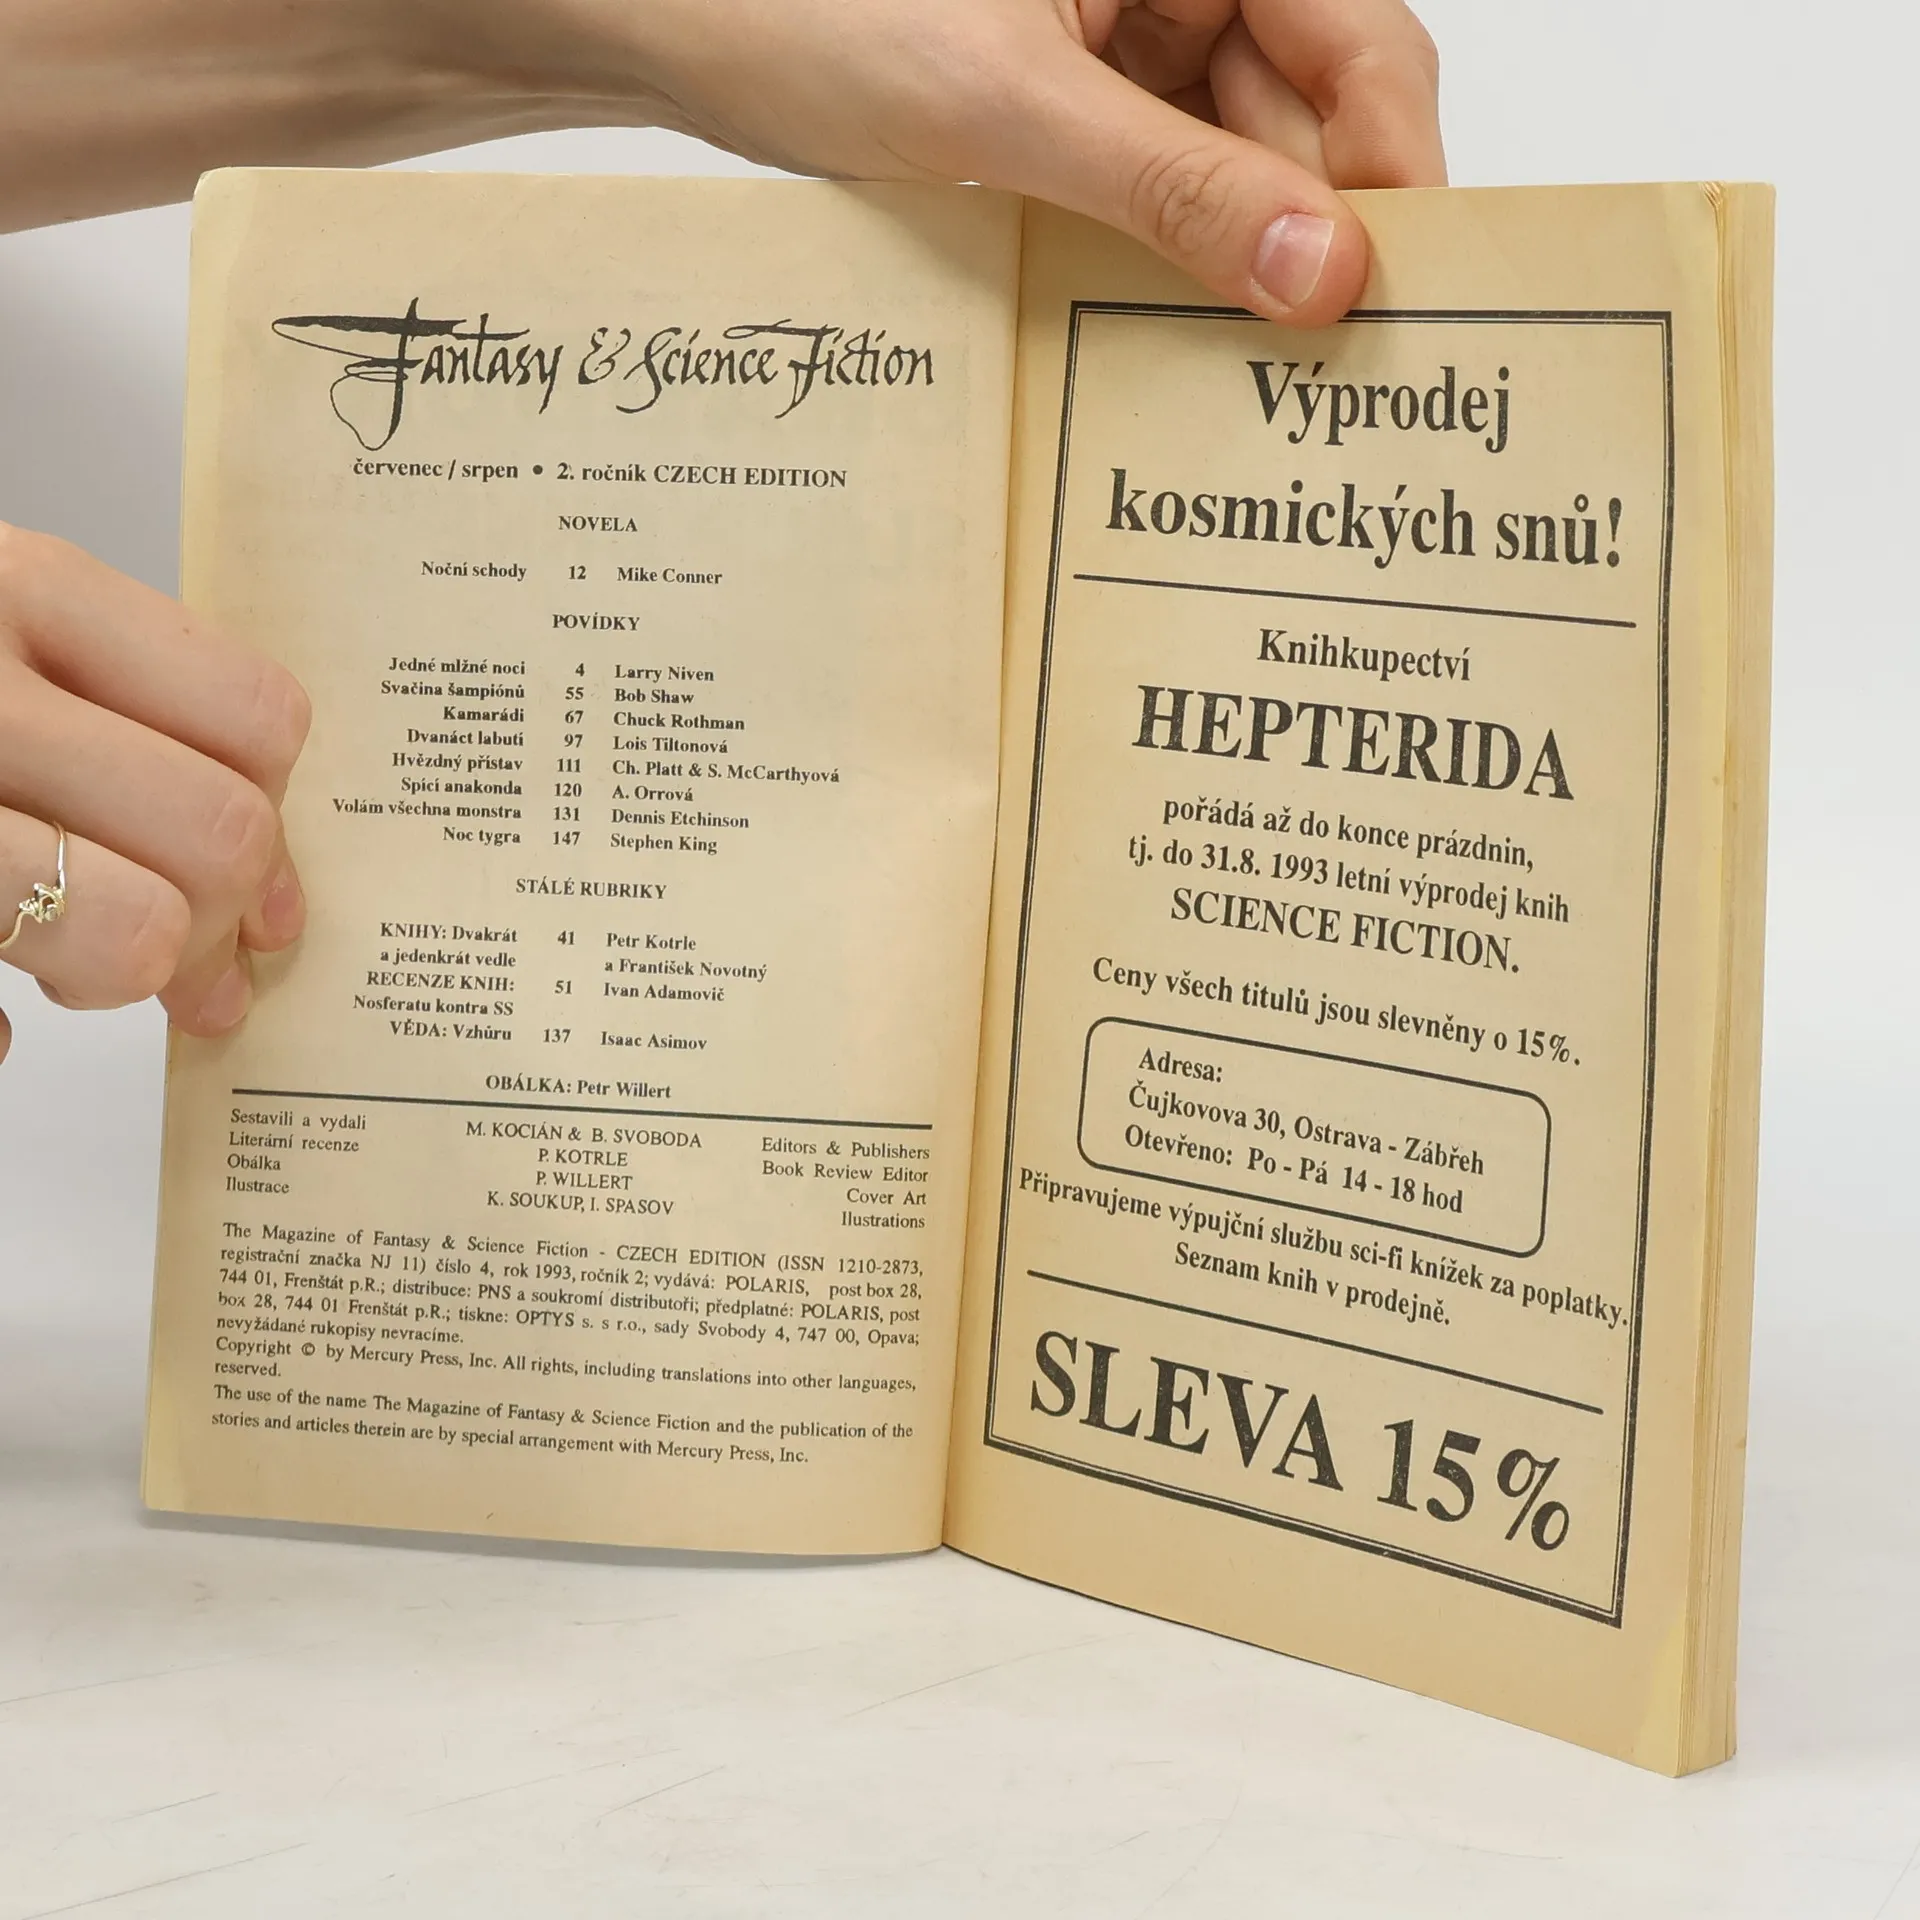 Fantasy & Science Fiction
červenec / srpen • 2. ročník CZECH EDITION
NOVELA
Noční schody 12 Mike Conner
POVÍDKY
Jedné mlžné noci 4 Larry Niven
Svačina šampiónů 55 Bob Shaw
Kamarádi 67 Chuck Rothman
Dvanáct labutí 97 Lois Tiltonová
Hvězdný přístav 111 Ch. Platt & S. McCarthyová
Spící anakonda 120 A. Orrová
Volám všechna monstra 131 Dennis Etchinson
Noc tygra 147 Stephen King
STÁLÉ RUBRIKY
KNIHY: Dvakrát 41 Petr Kotrle
a jedenkrát vedle a František Novotný
RECENZE KNIH: 51 Ivan Adamovič
Nosferatu kontra SS
VĚDA: Vzhůru 137 Isaac Asimov
OBÁLKA: Petr Willert
Sestavili a vydali M. KOCIÁN & B. SVOBODA Editors & Publishers
Literární recenze P. KOTRLE Book Review Editor
Obálka P. WILLERT Cover Art
Ilustrace K. SOUKUP, I. SPASOV Ilustrations
The Magazine of Fantasy & Science Fiction - CZECH EDITION (ISSN 1210-2873,
registrační značka NJ 11) číslo 4, rok 1993, ročník 2; vydává: POLARIS, post box 28,
744 01, Frenštát p.R.; distribuce: PNS a soukromí distributoři; předplatné: POLARIS, post
box 28, 744 01 Frenštát p.R.; tiskne: OPTYS s. s r.o., sady Svobody 4, 747 00, Opava;
nevyžádané rukopisy nevracíme.
Copyright © by Mercury Press, Inc. All rights, including translations into other languages,
reserved.
The use of the name The Magazine of Fantasy & Science Fiction and the publication of the
stories and articles therein are by special arrangement with Mercury Press, Inc.
Výprodej
kosmických snů!
Knihkupectví
HEPTERIDA
pořádá až do konce prázdnin,
tj. do 31.8. 1993 letní výprodej knih
SCIENCE FICTION.
Ceny všech titulů jsou slevněny o 15%.
Adresa:
Čujkovova 30, Ostrava - Zábřeh
Otevřeno: Po - Pá 14 - 18 hod
Připravujeme výpujční službu sci-fi knížek za poplatky.
Seznam knih v prodejně.
SLEVA 15%